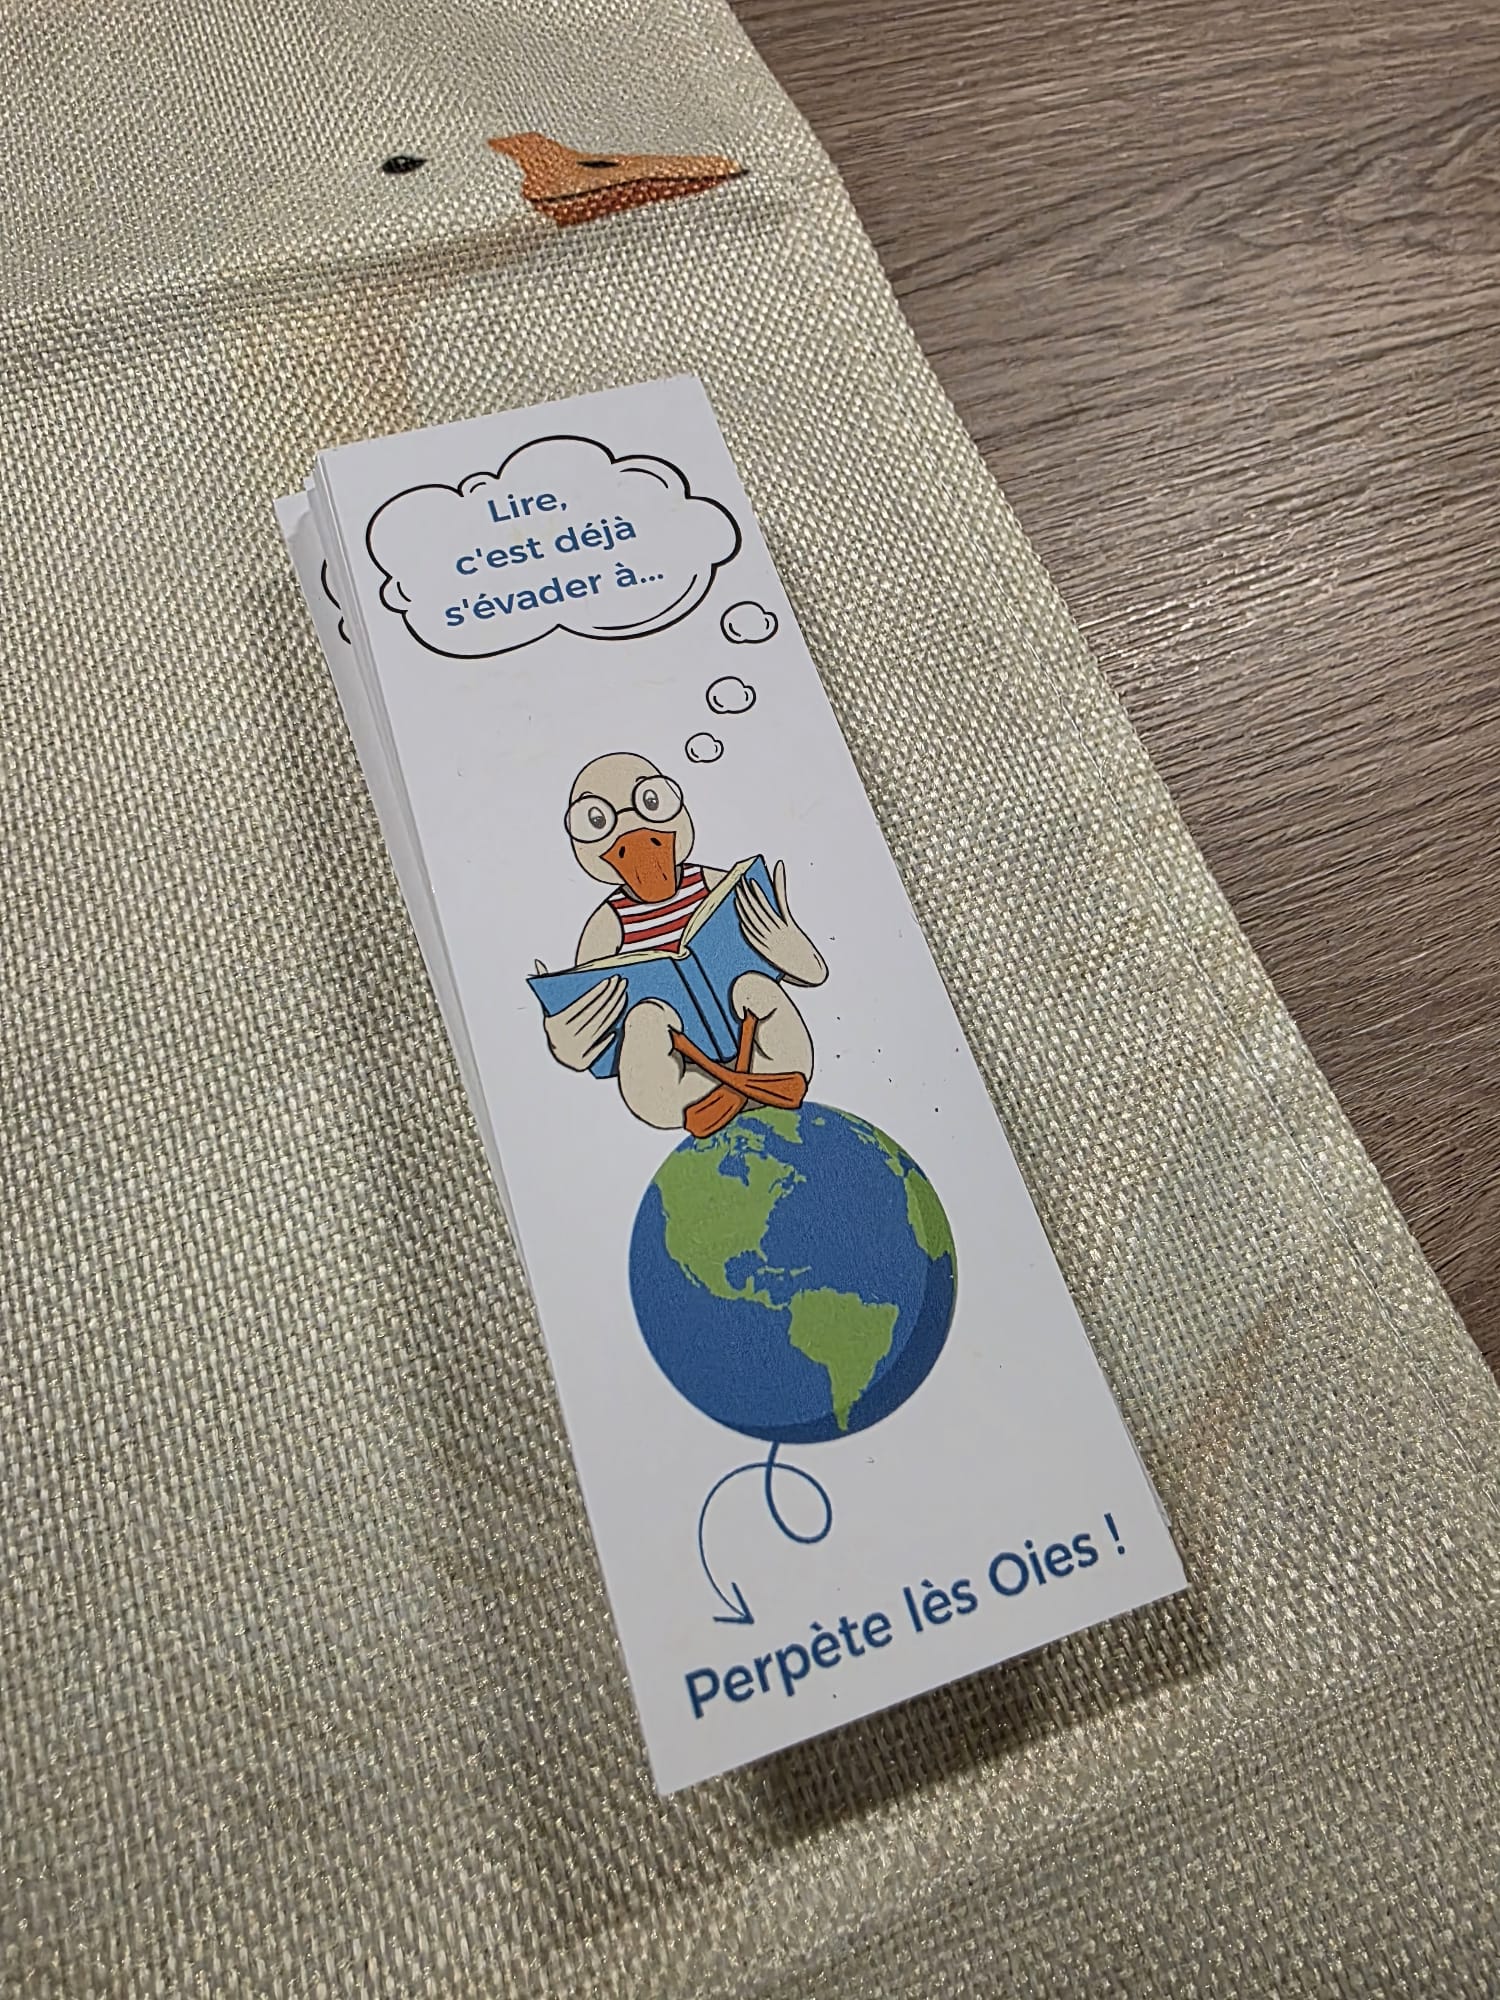 Lire,
c'est déjà
s'évader à...
Perpète lès Oies !